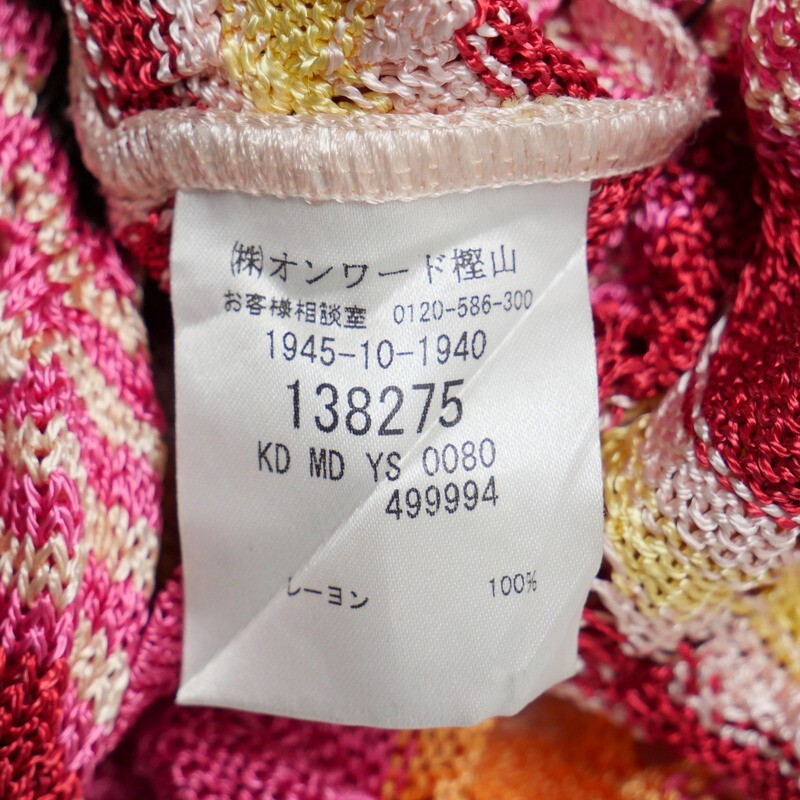 ㈱オンワード樫山
お客様相談室 0120-586-300
1945-10-1940
138275
KD MD YS 0080
499994
レーヨン 100%